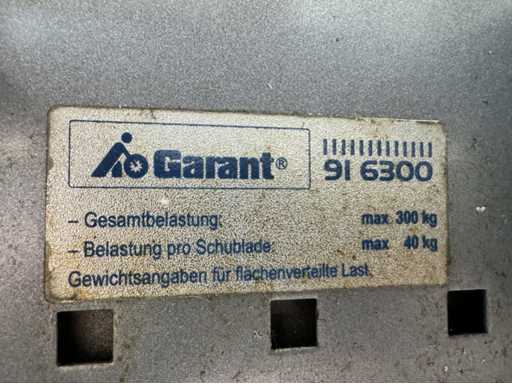 Garant®
91 6300
– Gesamtbelastung: max. 300 kg
– Belastung pro Schublade: max. 40 kg
Gewichtsangaben für flächenverteilte Last.